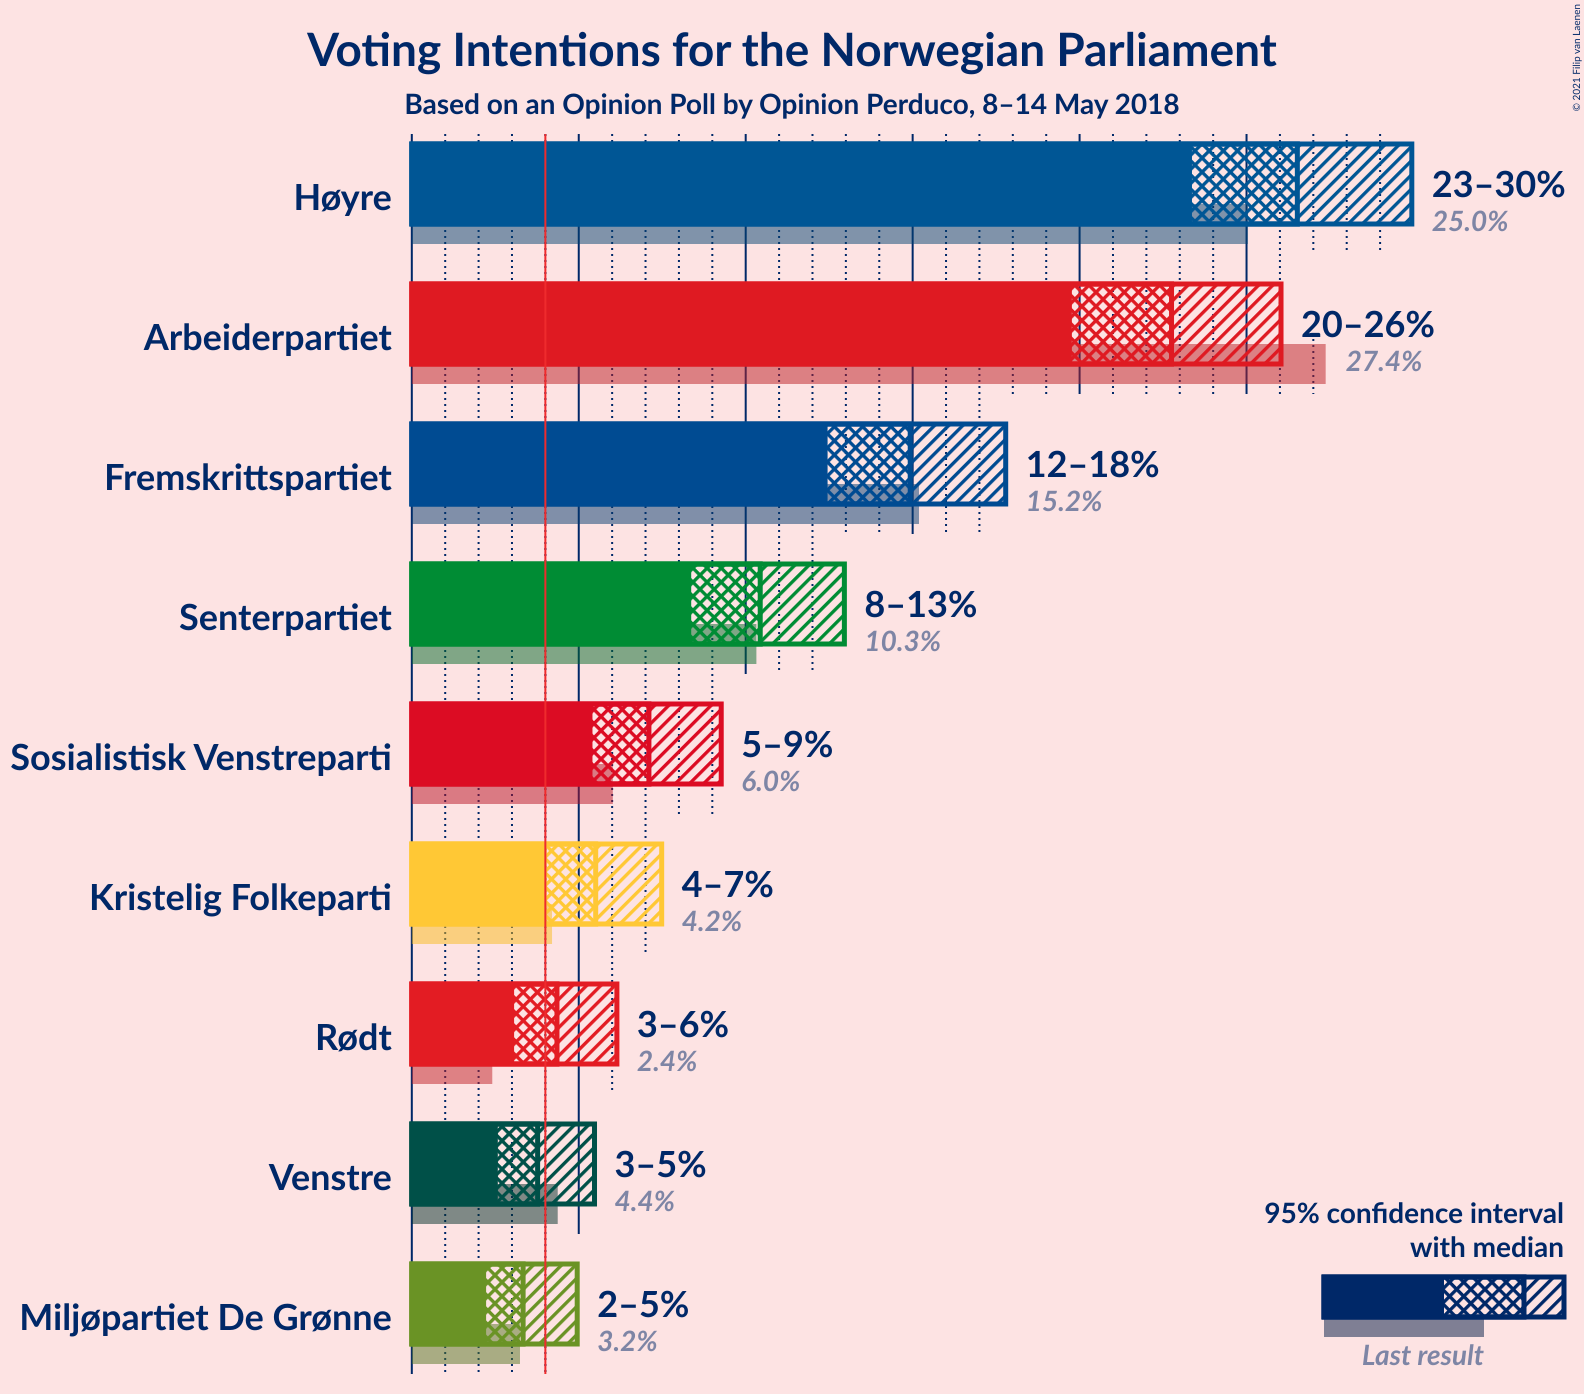 Voting Intentions for the Norwegian Parliament
Based on an Opinion Poll by Opinion Perduco, 8–14 May 2018
© 2021 Filip van Laenen
Høyre
23–30%
25.0%
Arbeiderpartiet
20–26%
27.4%
Fremskrittspartiet
12–18%
15.2%
Senterpartiet
8–13%
10.3%
Sosialistisk Venstreparti
5–9%
6.0%
Kristelig Folkeparti
4–7%
4.2%
Rødt
3–6%
2.4%
Venstre
3–5%
4.4%
Miljøpartiet De Grønne
2–5%
3.2%
95% confidence interval
with median
Last result